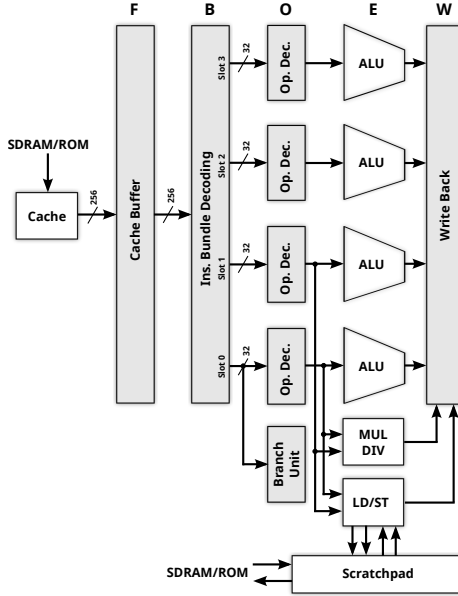 F B O E W
SDRAM/ROM
Cache
256
Cache Buffer
256
Ins. Bundle Decoding
Slot 3
32
Op. Dec.
ALU
Slot 2
32
Op. Dec.
ALU
Slot 1
32
Op. Dec.
ALU
Slot 0
32
Op. Dec.
ALU
Write Back
Branch
Unit
MUL
DIV
LD/ST
SDRAM/ROM
Scratchpad